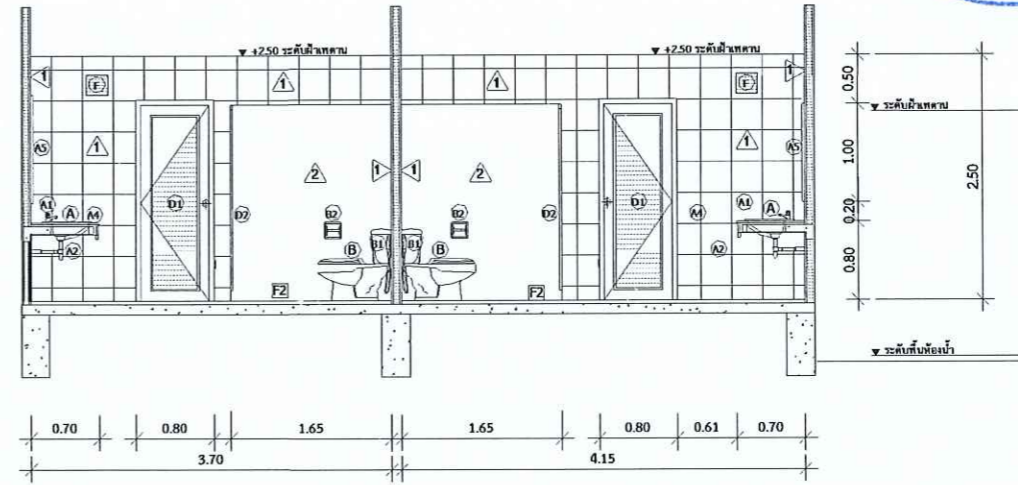 +2.50 ระดับฝ้าเพดาน
+2.50 ระดับฝ้าเพดาน
1
F
1
1
F
1
0.50
ระดับฝ้าเพดาน
A5
1
1
A5
1.00
2.50
2
1
1
2
A1
A
A4
D1
D2
B2
B2
D2
D1
A4
A1
A
0.20
A2
B
B1
B1
B
A2
0.80
F2
F2
ระดับพื้นห้องน้ำ
0.70
0.80
1.65
1.65
0.80
0.61
0.70
3.70
4.15